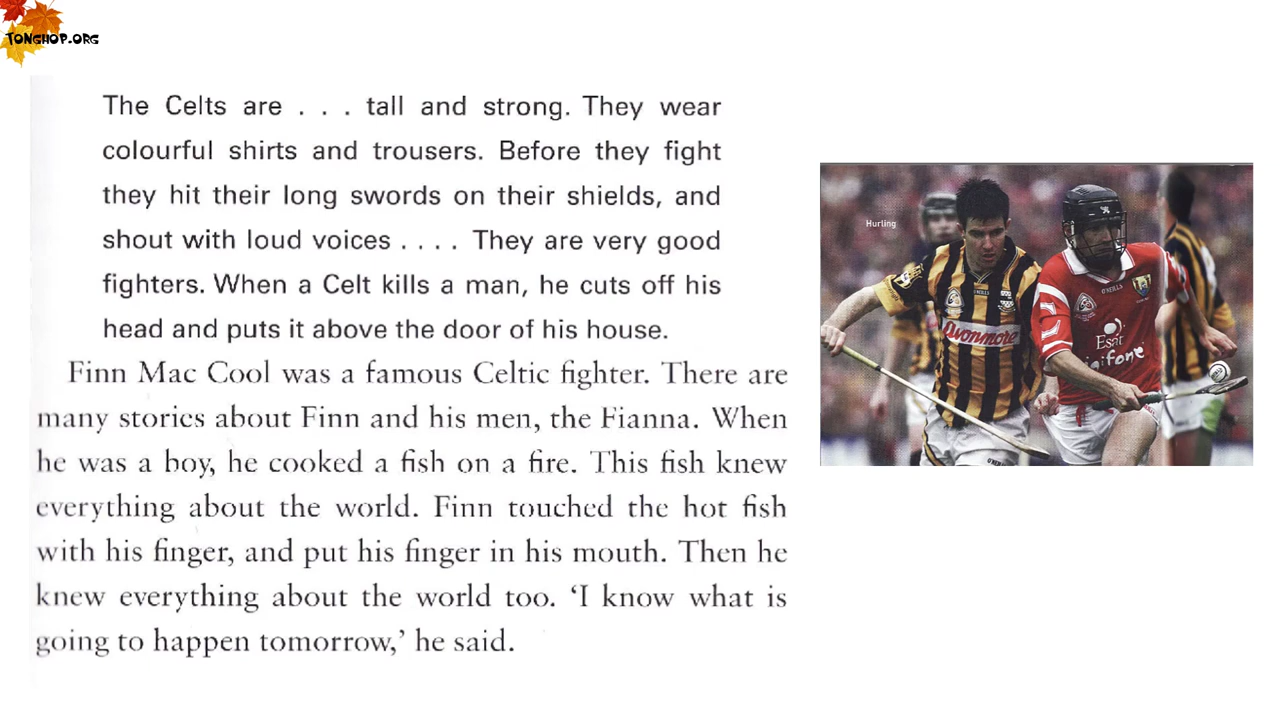 TONGHOP.ORG
The Celts are . . . tall and strong. They wear
colourful shirts and trousers. Before they fight
they hit their long swords on their shields, and
shout with loud voices . . . . They are very good
fighters. When a Celt kills a man, he cuts off his
head and puts it above the door of his house.
Finn Mac Cool was a famous Celtic fighter. There are
many stories about Finn and his men, the Fianna. When
he was a boy, he cooked a fish on a fire. This fish knew
everything about the world. Finn touched the hot fish
with his finger, and put his finger in his mouth. Then he
knew everything about the world too. ‘I know what is
going to happen tomorrow,’ he said.
Hurling
O'NEILLS
Avonmore
O'NEILLS
Esat